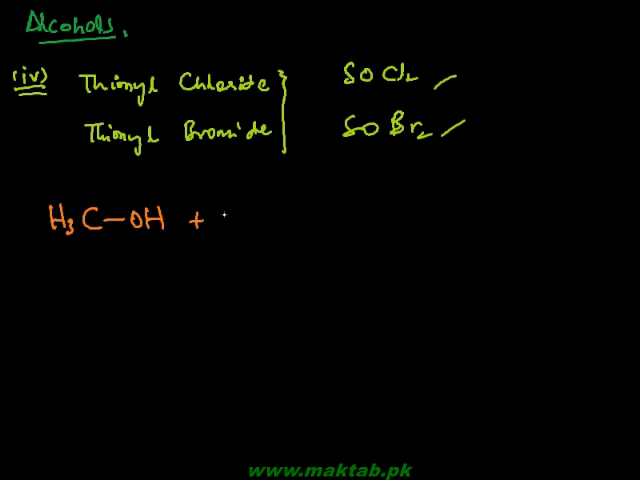 Alcohols.
(iv) Thionyl Chloride } SOCl₂
Thionyl Bromide SOBr₂
H₃C—OH +
www.maktab.pk